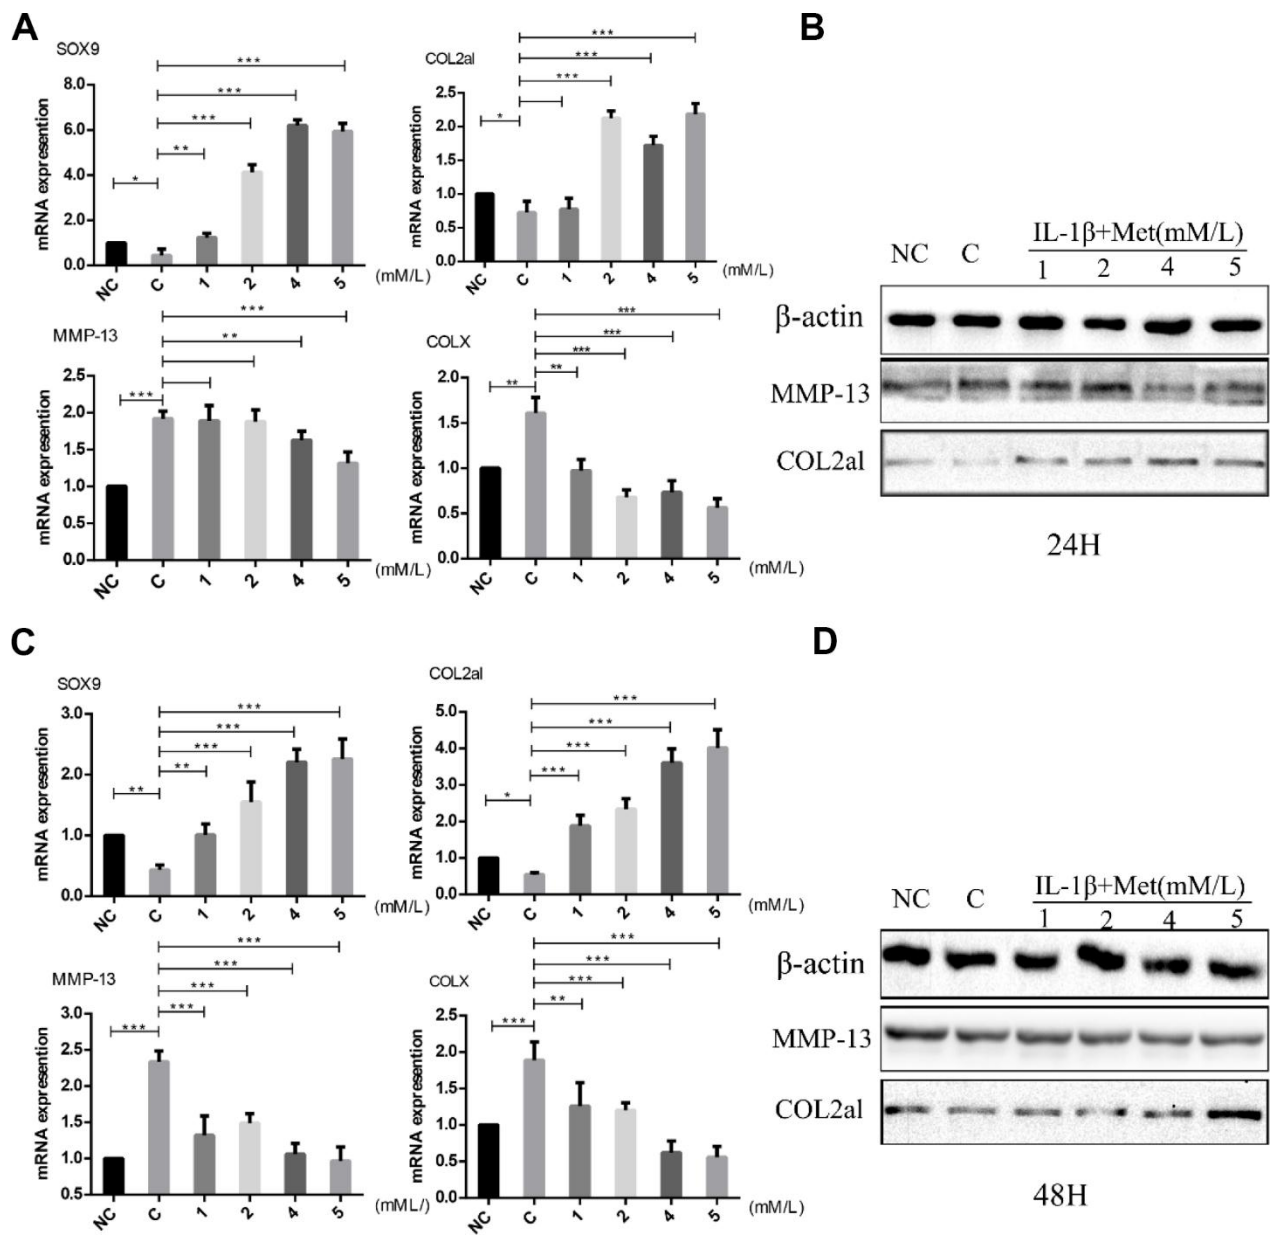 A
SOX9
***
***
***
**
*
mRNA expresention
8.0
6.0
4.0
2.0
0.0
NC
C
1
2
4
5
(mM/L)
COL2al
***
***
***
*
mRNA expresention
2.5
2.0
1.5
1.0
0.5
0.0
NC
C
1
2
4
5
(mM/L)
MMP-13
***
**
***
mRNA expresention
2.5
2.0
1.5
1.0
0.5
0.0
NC
C
1
2
4
5
(mM/L)
COLX
***
***
***
**
**
mRNA expresention
2.0
1.5
1.0
0.5
0.0
NC
C
1
2
4
5
(mM/L)
B
NC
C
IL-1β+Met(mM/L)
1
2
4
5
β-actin
MMP-13
COL2al
24H
C
SOX9
***
***
***
**
**
mRNA expresention
3.0
2.0
1.0
0.0
NC
C
1
2
4
5
(mM/L)
COL2al
***
***
***
***
*
mRNA expresention
5.0
4.0
3.0
2.0
1.0
0.0
NC
C
1
2
4
5
(mM/L)
MMP-13
***
***
***
***
***
mRNA expresention
3.0
2.5
2.0
1.5
1.0
0.5
NC
C
1
2
4
5
(mML/)
COLX
***
***
***
**
***
mRNA expresention
2.5
2.0
1.5
1.0
0.5
0.0
NC
C
1
2
4
5
(mM/L)
D
NC
C
IL-1β+Met(mM/L)
1
2
4
5
β-actin
MMP-13
COL2al
48H